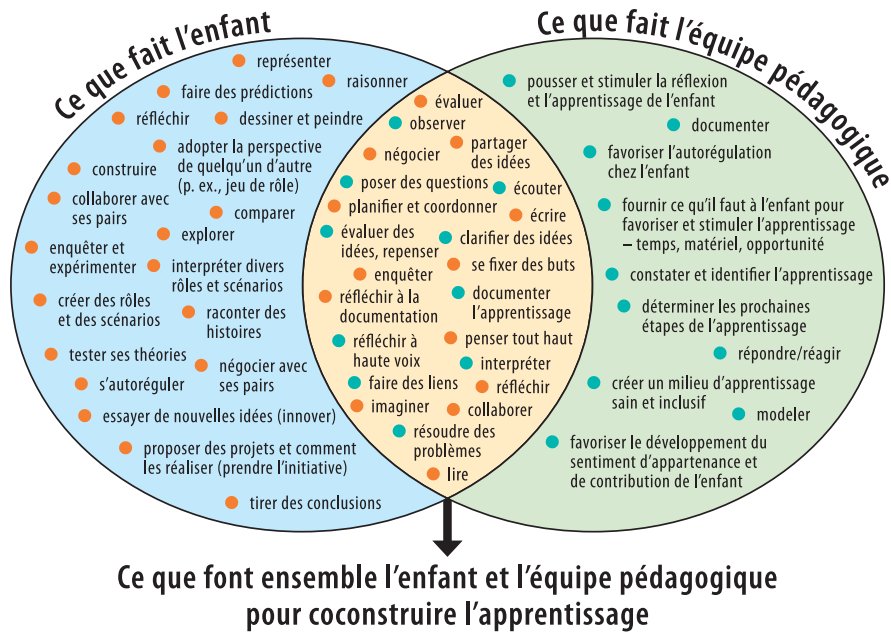 Ce que fait l'enfant
représenter
raisonner
faire des prédictions
réfléchir
dessiner et peindre
adopter la perspective
de quelqu'un d'autre
(p. ex., jeu de rôle)
construire
collaborer avec
ses pairs
comparer
explorer
enquêter et
expérimenter
interpréter divers
rôles et scénarios
créer des rôles
et des scénarios
raconter des
histoires
tester ses théories
négocier avec
ses pairs
s'autoréguler
essayer de nouvelles idées (innover)
proposer des projets et comment
les réaliser (prendre l'initiative)
tirer des conclusions
évaluer
observer
partager
des idées
négocier
poser des questions
écouter
planifier et coordonner
écrire
évaluer des
idées, repenser
clarifier des idées
enquêter
se fixer des buts
réfléchir à la
documentation
documenter
l'apprentissage
penser tout haut
réfléchir à
haute voix
interpréter
faire des liens
réfléchir
imaginer
collaborer
résoudre des
problèmes
lire
Ce que fait l'équipe pédagogique
pousser et stimuler la réflexion
et l'apprentissage de l'enfant
documenter
favoriser l'autorégulation
chez l'enfant
fournir ce qu'il faut à l'enfant pour
favoriser et stimuler l'apprentissage
– temps, matériel, opportunité
constater et identifier l'apprentissage
déterminer les prochaines
étapes de l'apprentissage
répondre/réagir
créer un milieu d'apprentissage
sain et inclusif
modeler
favoriser le développement du
sentiment d'appartenance et
de contribution de l'enfant
Ce que font ensemble l'enfant et l'équipe pédagogique
pour coconstruire l'apprentissage